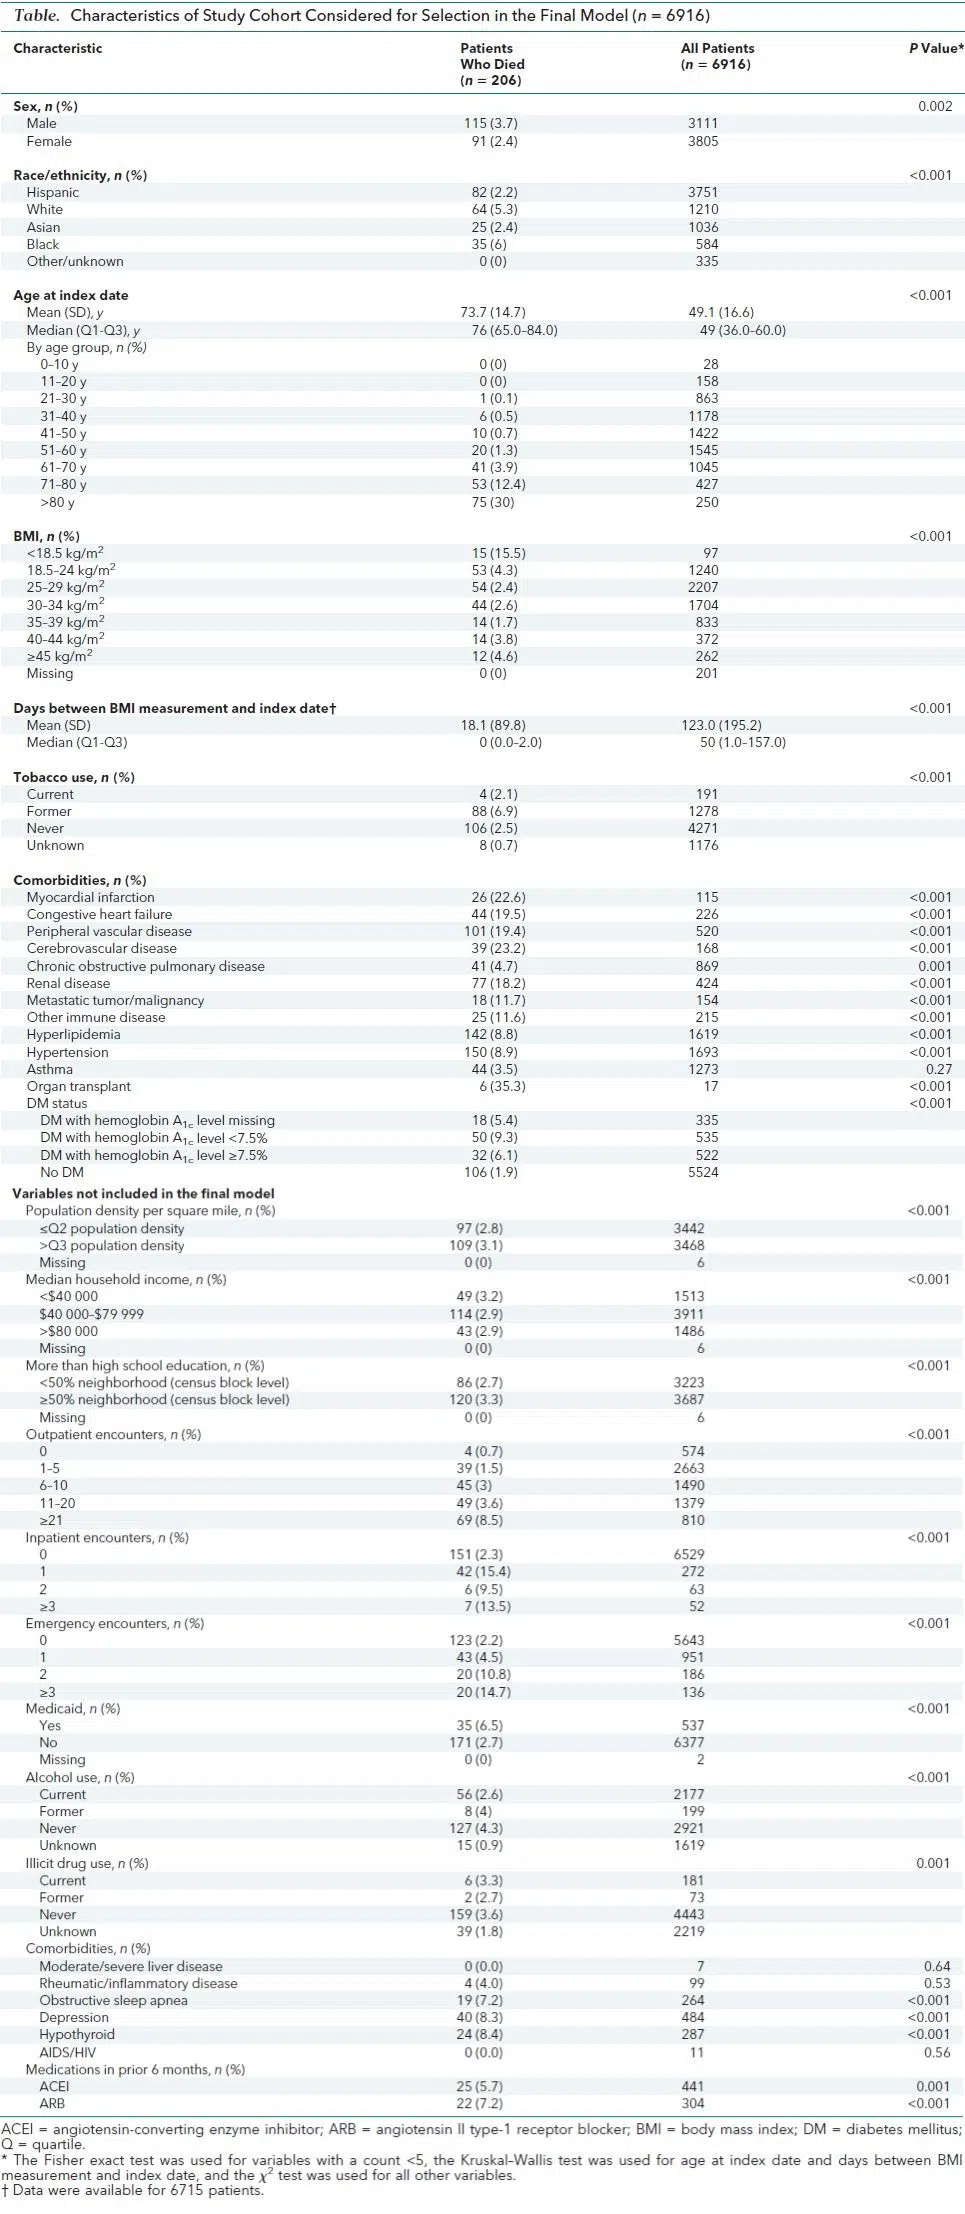 Table. Characteristics of Study Cohort Considered for Selection in the Final Model (n = 6916)
Characteristic Patients Who Died (n = 206) All Patients (n = 6916) P Value*
Sex, n (%) 0.002
Male 115 (3.7) 3111
Female 91 (2.4) 3805
Race/ethnicity, n (%) <0.001
Hispanic 82 (2.2) 3751
White 64 (5.3) 1210
Asian 25 (2.4) 1036
Black 35 (6) 584
Other/unknown 0 (0) 335
Age at index date <0.001
Mean (SD), y 73.7 (14.7) 49.1 (16.6)
Median (Q1-Q3), y 76 (65.0–84.0) 49 (36.0–60.0)
By age group, n (%)
0–10 y 0 (0) 28
11–20 y 0 (0) 158
21–30 y 1 (0.1) 863
31–40 y 6 (0.5) 1178
41–50 y 10 (0.7) 1422
51–60 y 20 (1.3) 1545
61–70 y 41 (3.9) 1045
71–80 y 53 (12.4) 427
>80 y 75 (30) 250
BMI, n (%) <0.001
<18.5 kg/m² 15 (15.5) 97
18.5–24 kg/m² 53 (4.3) 1240
25–29 kg/m² 54 (2.4) 2207
30–34 kg/m² 44 (2.6) 1704
35–39 kg/m² 14 (1.7) 833
40–44 kg/m² 14 (3.8) 372
≥45 kg/m² 12 (4.6) 262
Missing 0 (0) 201
Days between BMI measurement and index date† <0.001
Mean (SD) 18.1 (89.8) 123.0 (195.2)
Median (Q1-Q3) 0 (0.0–2.0) 50 (1.0–157.0)
Tobacco use, n (%) <0.001
Current 4 (2.1) 191
Former 88 (6.9) 1278
Never 106 (2.5) 4271
Unknown 8 (0.7) 1176
Comorbidities, n (%)
Myocardial infarction 26 (22.6) 115 <0.001
Congestive heart failure 44 (19.5) 226 <0.001
Peripheral vascular disease 101 (19.4) 520 <0.001
Cerebrovascular disease 39 (23.2) 168 <0.001
Chronic obstructive pulmonary disease 41 (4.7) 869 0.001
Renal disease 77 (18.2) 424 <0.001
Metastatic tumor/malignancy 18 (11.7) 154 <0.001
Other immune disease 25 (11.6) 215 <0.001
Hyperlipidemia 142 (8.8) 1619 <0.001
Hypertension 150 (8.9) 1693 <0.001
Asthma 44 (3.5) 1273 0.27
Organ transplant 6 (35.3) 17 <0.001
DM status <0.001
DM with hemoglobin A1c level missing 18 (5.4) 335
DM with hemoglobin A1c level <7.5% 50 (9.3) 535
DM with hemoglobin A1c level ≥7.5% 32 (6.1) 522
No DM 106 (1.9) 5524
Variables not included in the final model
Population density per square mile, n (%) <0.001
≤Q2 population density 97 (2.8) 3442
>Q3 population density 109 (3.1) 3468
Missing 0 (0) 6
Median household income, n (%) <0.001
<$40 000 49 (3.2) 1513
$40 000–$79 999 114 (2.9) 3911
>$80 000 43 (2.9) 1486
Missing 0 (0) 6
More than high school education, n (%) <0.001
<50% neighborhood (census block level) 86 (2.7) 3223
≥50% neighborhood (census block level) 120 (3.3) 3687
Missing 0 (0) 6
Outpatient encounters, n (%) <0.001
0 4 (0.7) 574
1–5 39 (1.5) 2663
6–10 45 (3) 1490
11–20 49 (3.6) 1379
≥21 69 (8.5) 810
Inpatient encounters, n (%) <0.001
0 151 (2.3) 6529
1 42 (15.4) 272
2 6 (9.5) 63
≥3 7 (13.5) 52
Emergency encounters, n (%) <0.001
0 123 (2.2) 5643
1 43 (4.5) 951
2 20 (10.8) 186
≥3 20 (14.7) 136
Medicaid, n (%) <0.001
Yes 35 (6.5) 537
No 171 (2.7) 6377
Missing 0 (0) 2
Alcohol use, n (%) <0.001
Current 56 (2.6) 2177
Former 8 (4) 199
Never 127 (4.3) 2921
Unknown 15 (0.9) 1619
Illicit drug use, n (%) 0.001
Current 6 (3.3) 181
Former 2 (2.7) 73
Never 159 (3.6) 4443
Unknown 39 (1.8) 2219
Comorbidities, n (%)
Moderate/severe liver disease 0 (0.0) 7 0.64
Rheumatic/inflammatory disease 4 (4.0) 99 0.53
Obstructive sleep apnea 19 (7.2) 264 <0.001
Depression 40 (8.3) 484 <0.001
Hypothyroid 24 (8.4) 287 <0.001
AIDS/HIV 0 (0.0) 11 0.56
Medications in prior 6 months, n (%)
ACEI 25 (5.7) 441 0.001
ARB 22 (7.2) 304 <0.001
ACEI = angiotensin-converting enzyme inhibitor; ARB = angiotensin II type-1 receptor blocker; BMI = body mass index; DM = diabetes mellitus;
Q = quartile.
* The Fisher exact test was used for variables with a count <5, the Kruskal–Wallis test was used for age at index date and days between BMI
measurement and index date, and the χ² test was used for all other variables.
† Data were available for 6715 patients.